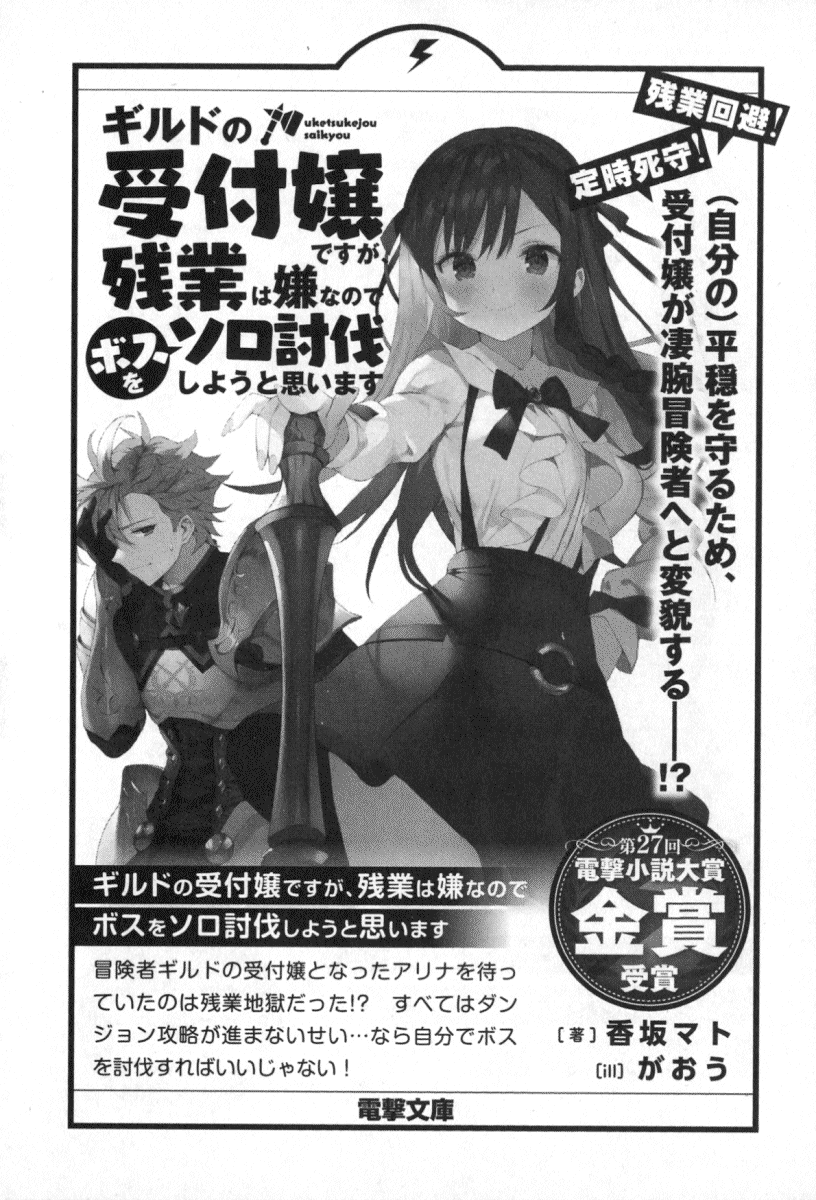 残業回避!
定時死守!
(自分の)平穏を守るため、
受付嬢が凄腕冒険者へと変貌する――!?
ギルドの
uketsukejou
saikyou
受付嬢
ですが、
残業は嫌なので
ボスを
ソロ討伐
しようと思います
第27回
電撃小説大賞
金賞
受賞
ギルドの受付嬢ですが、残業は嫌なので
ボスをソロ討伐しようと思います
冒険者ギルドの受付嬢となったアリナを待っ
ていたのは残業地獄だった!? すべてはダン
ジョン攻略が進まないせい…なら自分でボス
を討伐すればいいじゃない!
[著]香坂マト
[ill]がおう
電撃文庫